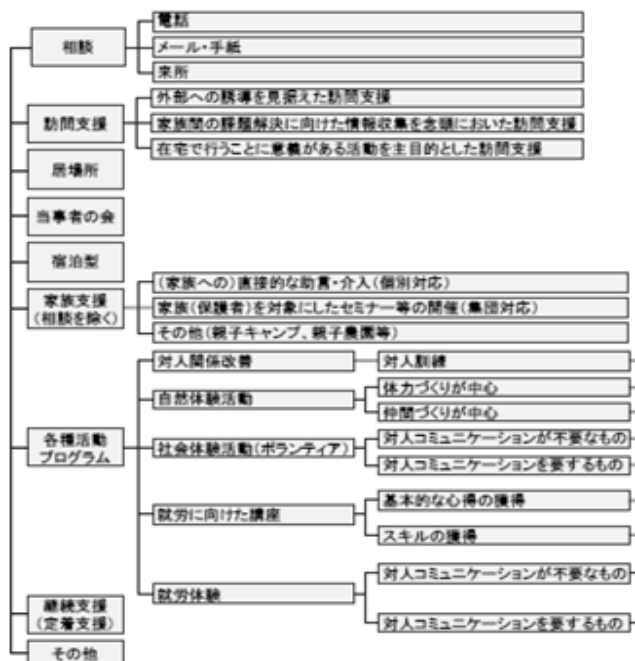 相談
電話
メール・手紙
来所
訪問支援
外部への誘導を見据えた訪問支援
家族間の課題解決に向けた情報収集を念頭においた訪問支援
在宅で行うことに意義がある活動を主目的とした訪問支援
居場所
当事者の会
宿泊型
家族支援
(相談を除く)
(家族への)直接的な助言・介入(個別対応)
家族(保護者)を対象にしたセミナー等の開催(集団対応)
その他(親子キャンプ、親子農園等)
各種活動
プログラム
対人関係改善
対人訓練
自然体験活動
体力づくりが中心
仲間づくりが中心
社会体験活動(ボランティア)
対人コミュニケーションが不要なもの
対人コミュニケーションを要するもの
就労に向けた講座
基本的な心得の獲得
スキルの獲得
就労体験
対人コミュニケーションが不要なもの
対人コミュニケーションを要するもの
継続支援
(定着支援)
その他